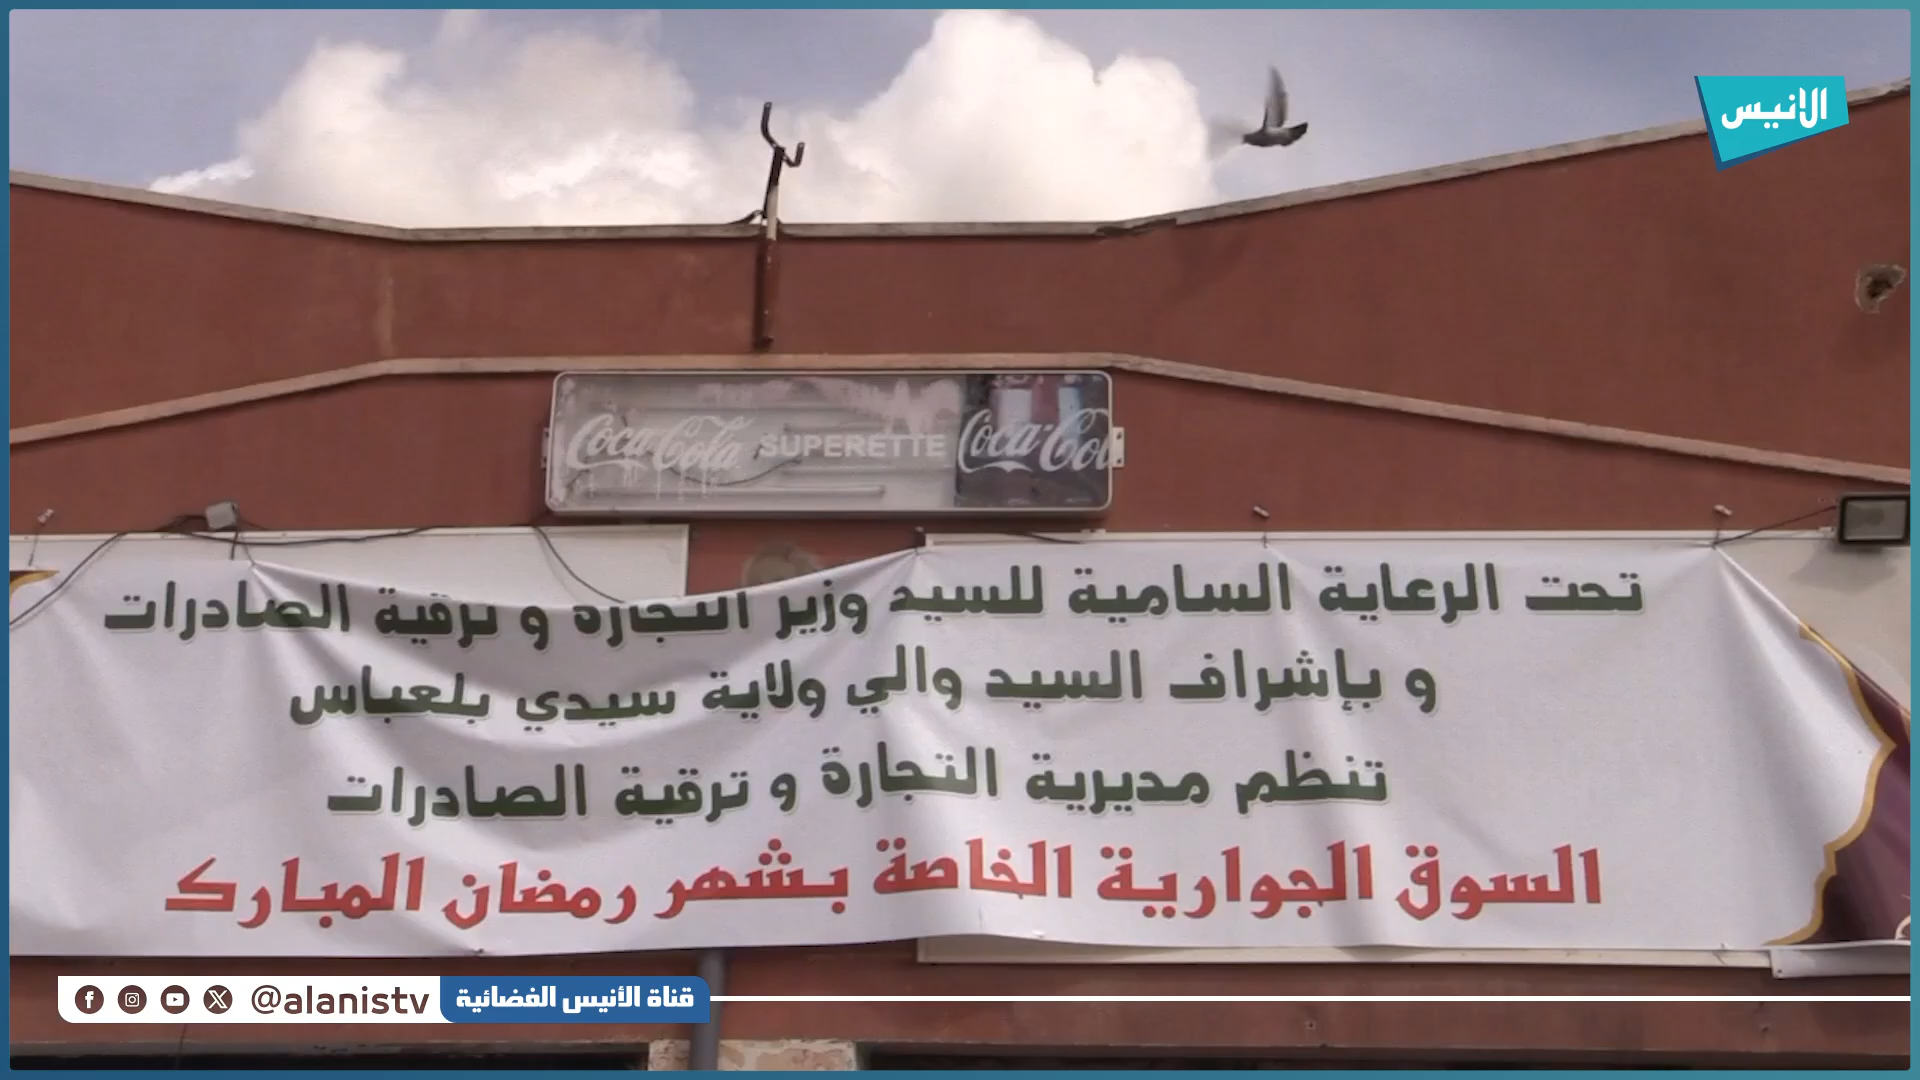 الانيس
Coca-Cola SUPERETTE Coca-Col
تحت الرعاية السامية للسيد وزير التجارة و ترقية الصادرات
و بإشراف السيد والي ولاية سيدي بلعباس
تنظم مديرية التجارة و ترقية الصادرات
السوق الجوارية الخاصة بشهر رمضان المبارك
@alanistv قناة الأنيس الفضائية